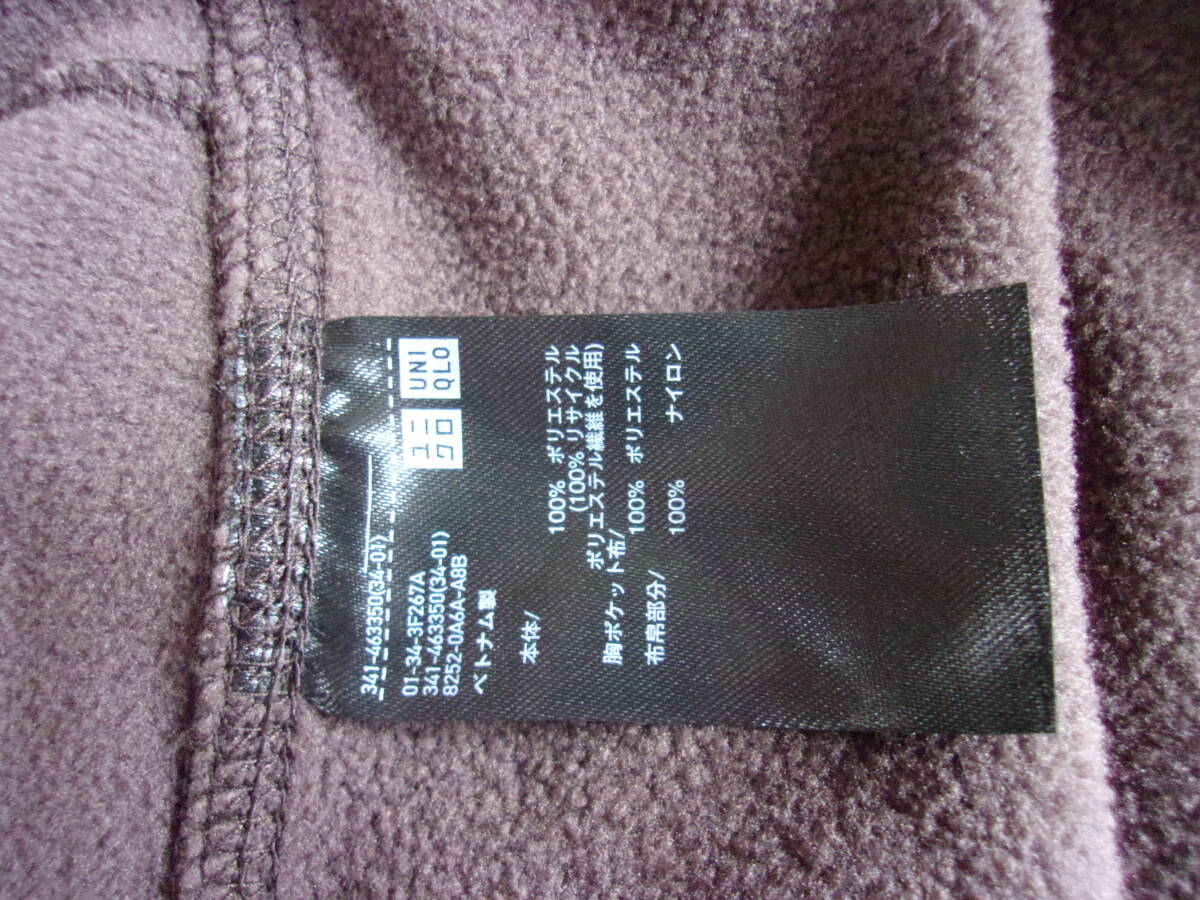 341-463350(34-01)
ユニ
クロ
UNI
QLO
01-34-3F267A
341-463350(34-01)
8252-0A6A-A8B
ベトナム製
本体/ 100% ポリエステル
(100% リサイクル
ポリエステル繊維を使用)
胸ポケット布/ 100% ポリエステル
布帛部分/ 100% ナイロン